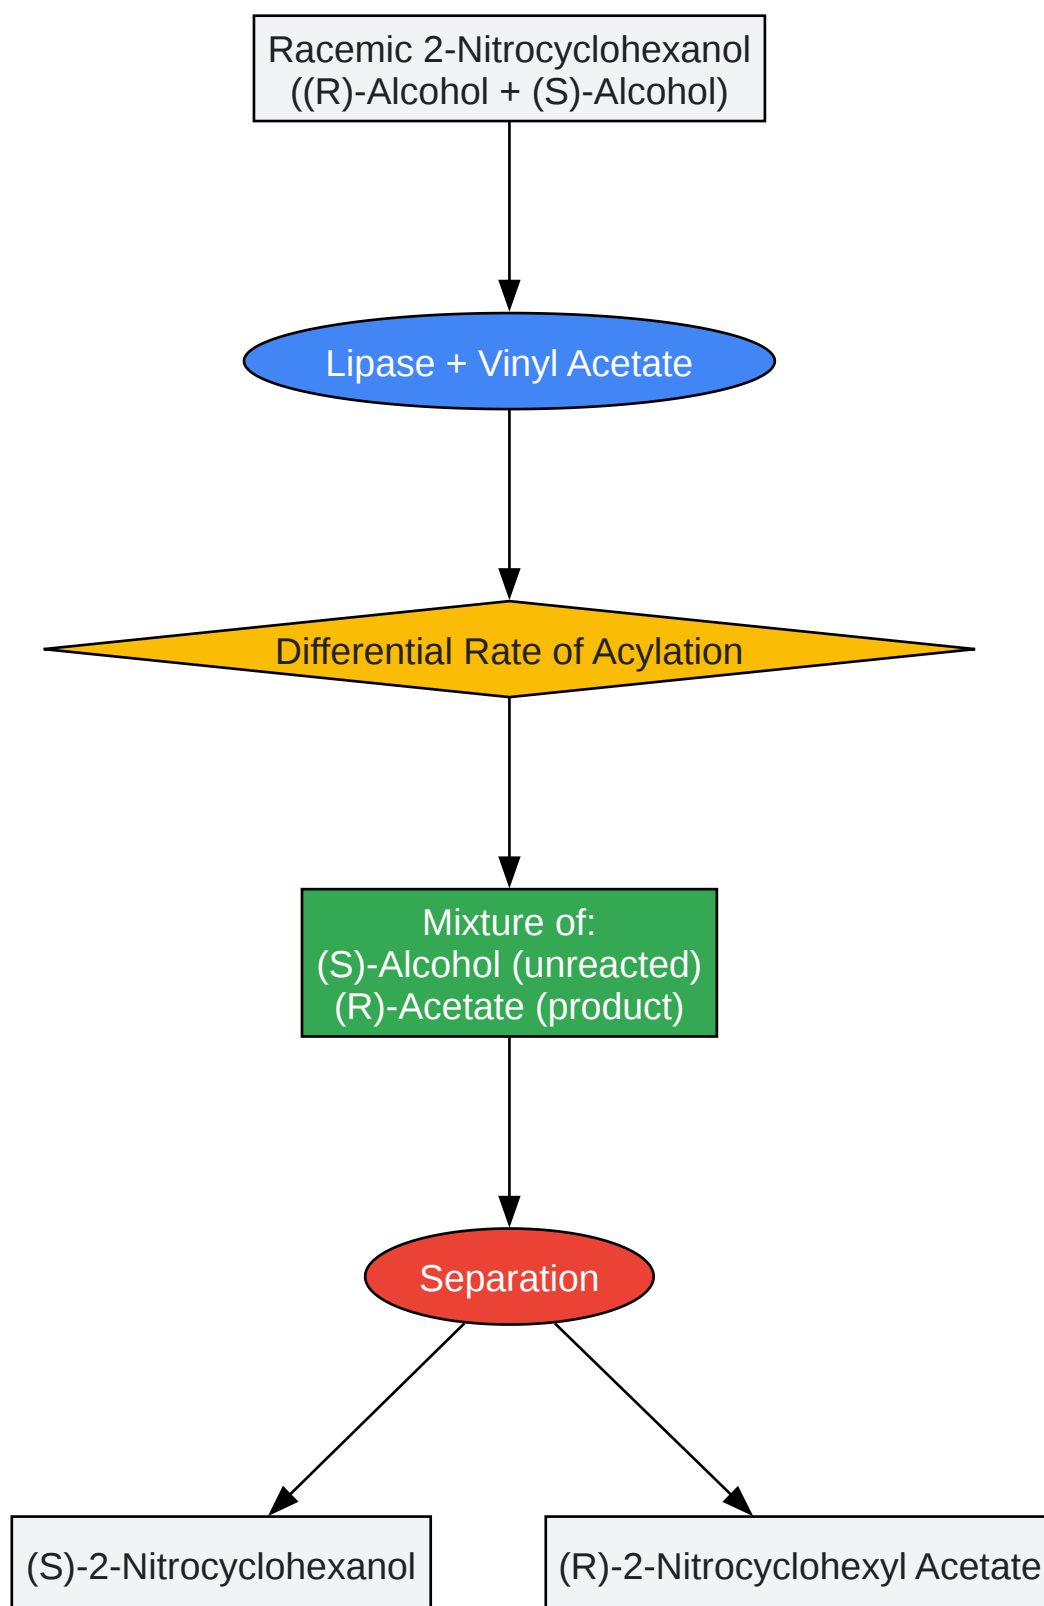 Racemic 2-Nitrocyclohexanol
((R)-Alcohol + (S)-Alcohol)
Lipase + Vinyl Acetate
Differential Rate of Acylation
Mixture of:
(S)-Alcohol (unreacted)
(R)-Acetate (product)
Separation
(S)-2-Nitrocyclohexanol
(R)-2-Nitrocyclohexyl Acetate